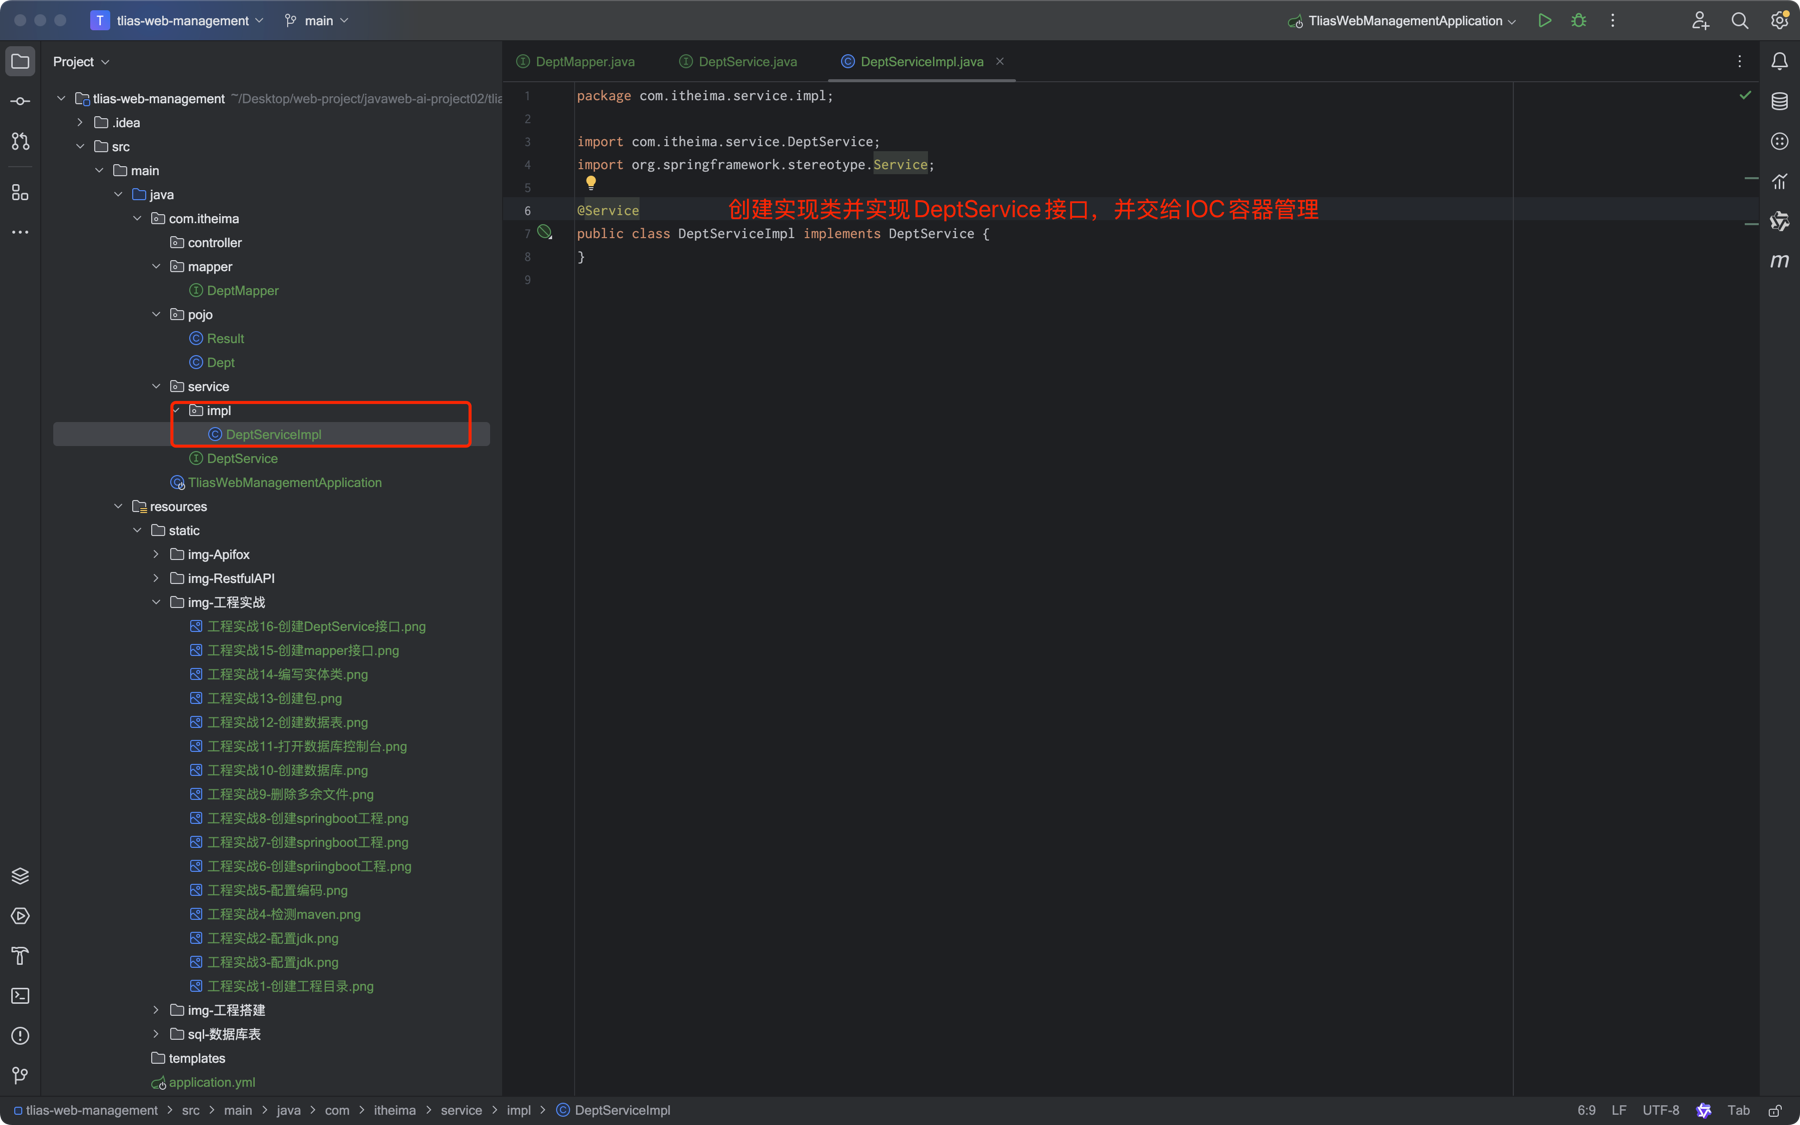 T tlias-web-management main TliasWebManagementApplication
Project
DeptMapper.java DeptService.java DeptServiceImpl.java
tlias-web-management ~/Desktop/web-project/javaweb-ai-project02/tlia
.idea
src
main
java
com.itheima
controller
mapper
DeptMapper
pojo
Result
Dept
service
impl
DeptServiceImpl
DeptService
TliasWebManagementApplication
resources
static
img-Apifox
img-RestfulAPI
img-工程实战
工程实战16-创建DeptService接口.png
工程实战15-创建mapper接口.png
工程实战14-编写实体类.png
工程实战13-创建包.png
工程实战12-创建数据表.png
工程实战11-打开数据库控制台.png
工程实战10-创建数据库.png
工程实战9-删除多余文件.png
工程实战8-创建springboot工程.png
工程实战7-创建springboot工程.png
工程实战6-创建spriingboot工程.png
工程实战5-配置编码.png
工程实战4-检测maven.png
工程实战2-配置jdk.png
工程实战3-配置jdk.png
工程实战1-创建工程目录.png
img-工程搭建
sql-数据库表
templates
application.yml
1 package com.itheima.service.impl;
2
3 import com.itheima.service.DeptService;
4 import org.springframework.stereotype.Service;
5
6 @Service 创建实现类并实现DeptService接口，并交给IOC容器管理
7 public class DeptServiceImpl implements DeptService {
8 }
9
m
tlias-web-management > src > main > java > com > itheima > service > impl > DeptServiceImpl 6:9 LF UTF-8 Tab